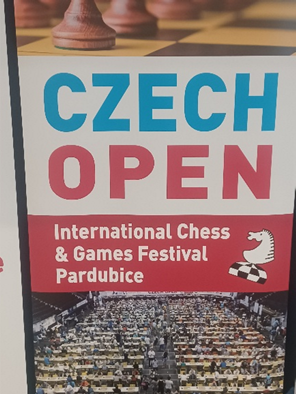 CZECH
OPEN
International Chess
& Games Festival
Pardubice